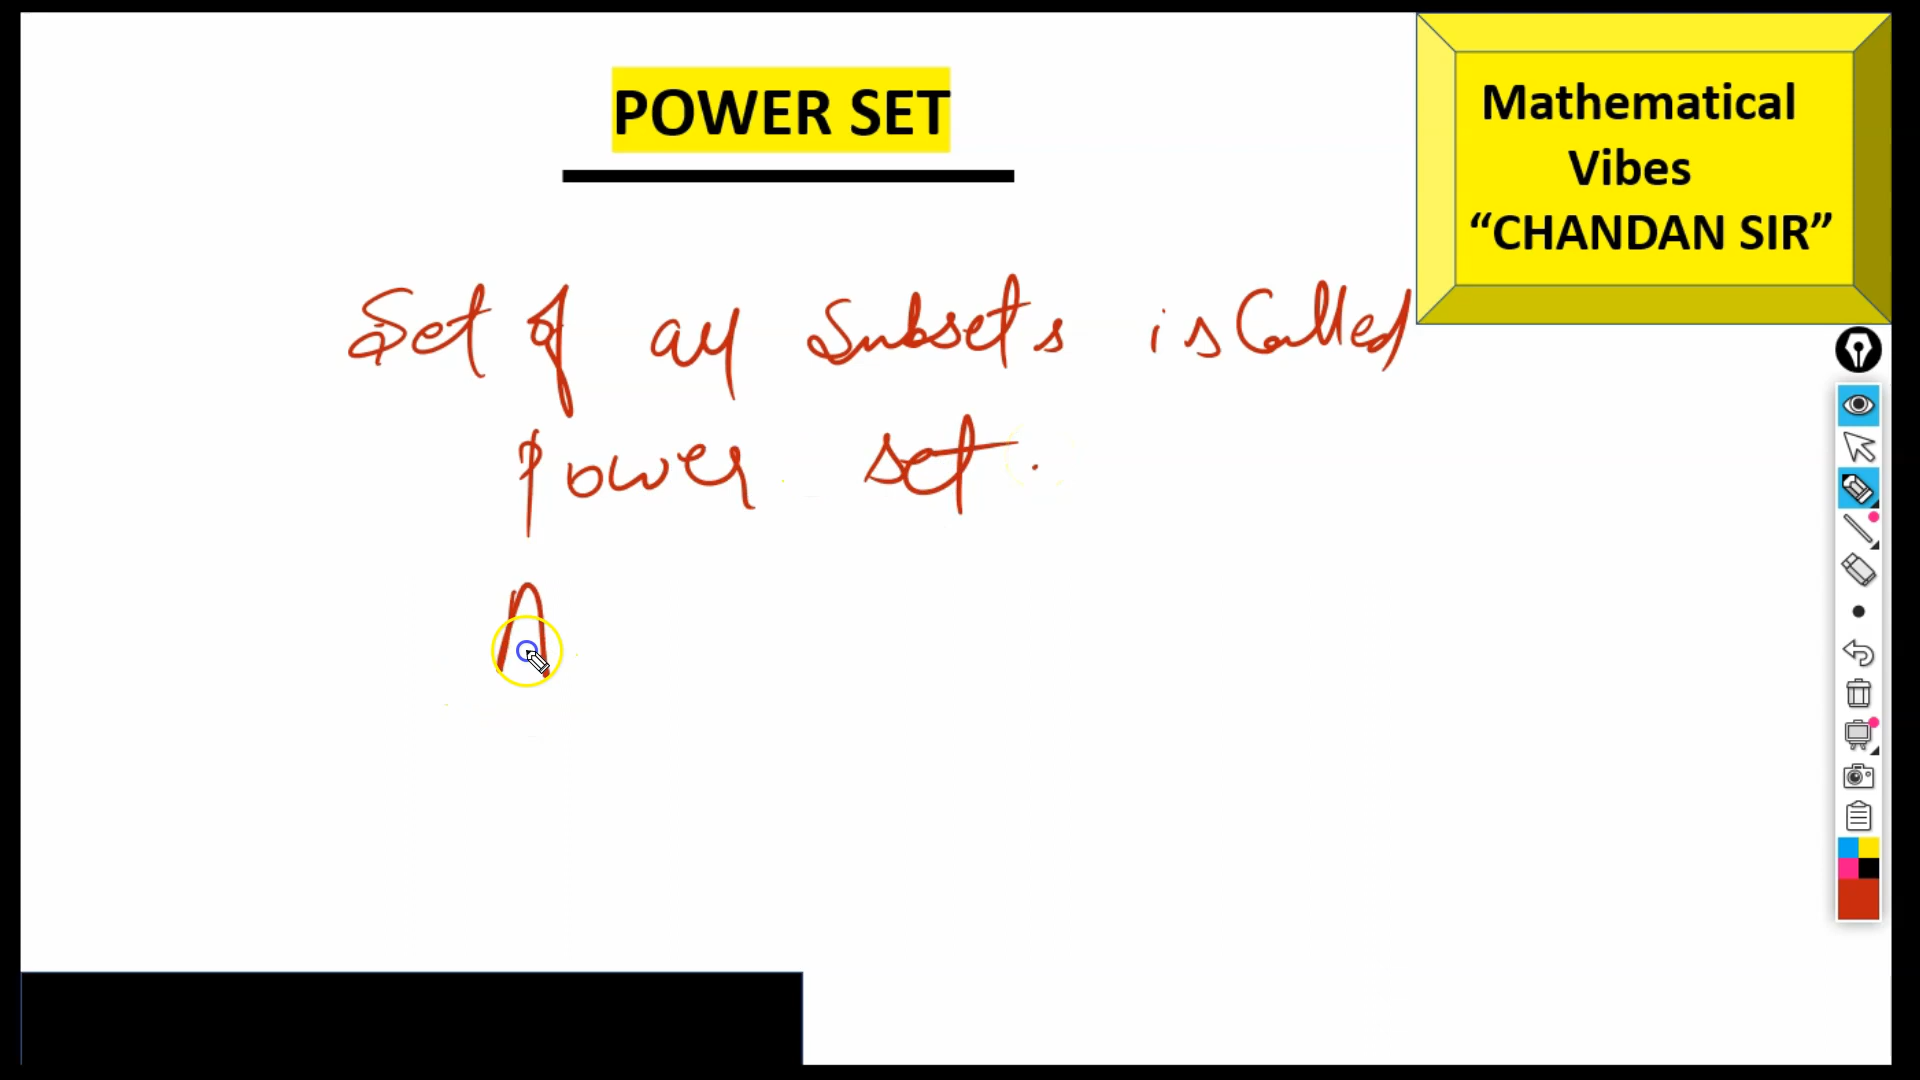 POWER SET
Mathematical
Vibes
“CHANDAN SIR”
Set of all Subsets is Called
Power Set.
A